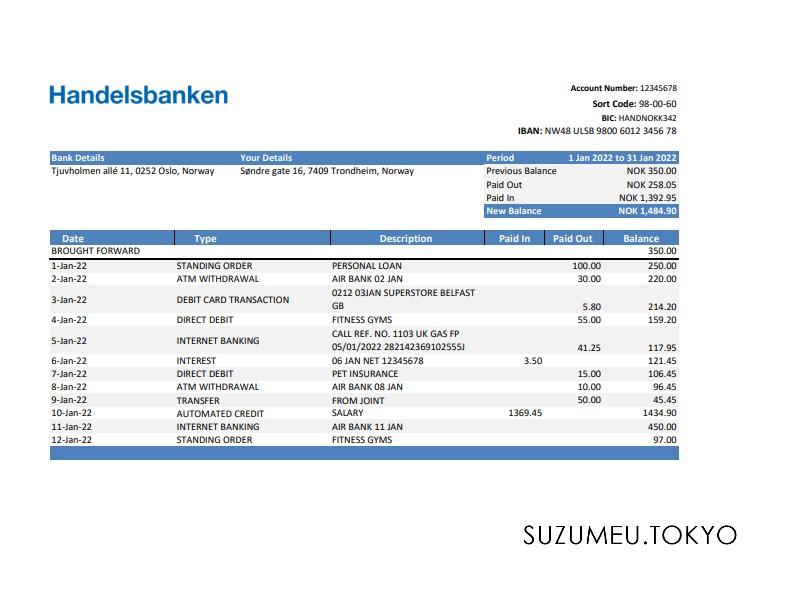 Handelsbanken
Account Number: 12345678
Sort Code: 98-00-60
BIC: HANDNOKK342
IBAN: NW48 ULSB 9800 6012 3456 78
Bank Details Your Details Period 1 Jan 2022 to 31 Jan 2022
Tjuvholmen allé 11, 0252 Oslo, Norway Søndre gate 16, 7409 Trondheim, Norway Previous Balance NOK 350.00
Paid Out NOK 258.05
Paid In NOK 1,392.95
New Balance NOK 1,484.90
Date Type Description Paid In Paid Out Balance
BROUGHT FORWARD 350.00
1-Jan-22 STANDING ORDER PERSONAL LOAN 100.00 250.00
2-Jan-22 ATM WITHDRAWAL AIR BANK 02 JAN 30.00 220.00
3-Jan-22 DEBIT CARD TRANSACTION 0212 03JAN SUPERSTORE BELFAST
GB 5.80 214.20
4-Jan-22 DIRECT DEBIT FITNESS GYMS 55.00 159.20
5-Jan-22 INTERNET BANKING CALL REF. NO. 1103 UK GAS FP
05/01/2022 282142369102555J 41.25 117.95
6-Jan-22 INTEREST 06 JAN NET 12345678 3.50 121.45
7-Jan-22 DIRECT DEBIT PET INSURANCE 15.00 106.45
8-Jan-22 ATM WITHDRAWAL AIR BANK 08 JAN 10.00 96.45
9-Jan-22 TRANSFER FROM JOINT 50.00 45.45
10-Jan-22 AUTOMATED CREDIT SALARY 1369.45 1434.90
11-Jan-22 INTERNET BANKING AIR BANK 11 JAN 450.00
12-Jan-22 STANDING ORDER FITNESS GYMS 97.00
SUZUMEU.TOKYO